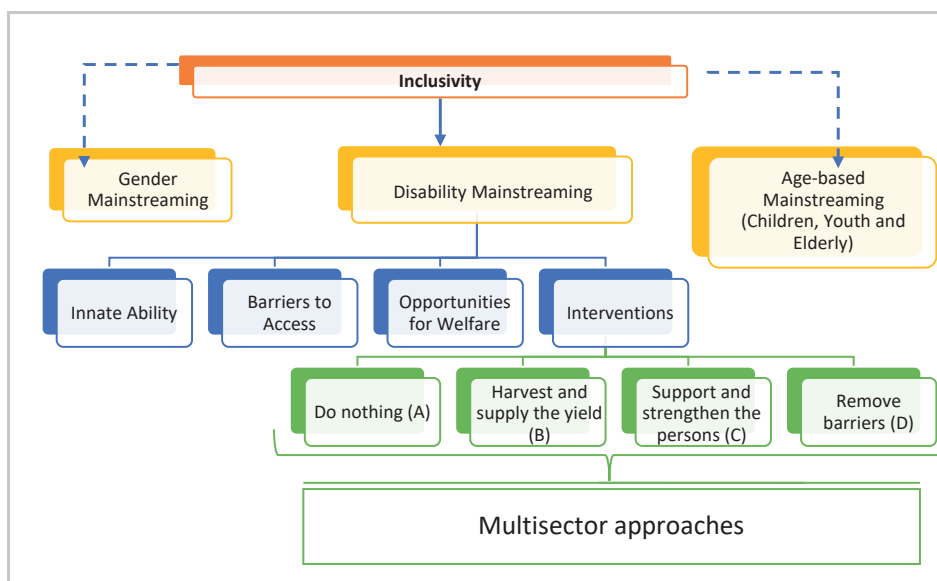 Inclusivity
Gender
Mainstreaming
Disability Mainstreaming
Age-based
Mainstreaming
(Children, Youth and
Elderly)
Innate Ability
Barriers to
Access
Opportunities
for Welfare
Interventions
Do nothing (A)
Harvest and
supply the yield
(B)
Support and
strengthen the
persons (C)
Remove
barriers (D)
Multisector approaches